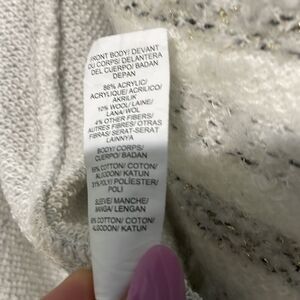 FRONT BODY/ DEVANT
DU CORPS/ DELANTERA
DEL CUERPO/ BADAN
DEPAN
86% ACRYLIC/
ACRYLIQUE/ ACRILICO/
AKRILIK
10% WOOL/ LAINE/
LANA/ WOL
4% OTHER FIBERS/
AUTRES FIBRES/ OTRAS
FIBRAS/ SERAT-SERAT
LAINNYA
BODY/ CORPS/
CUERPO/ BADAN
COTTON/ COTON/
ALGODON/ KATUN
POLY POLIESTER/
POLI
SLEEVE/ MANCHE/
MANGA/ LENGAN
COTTON/ COTON/
ALGODON/ KATUN